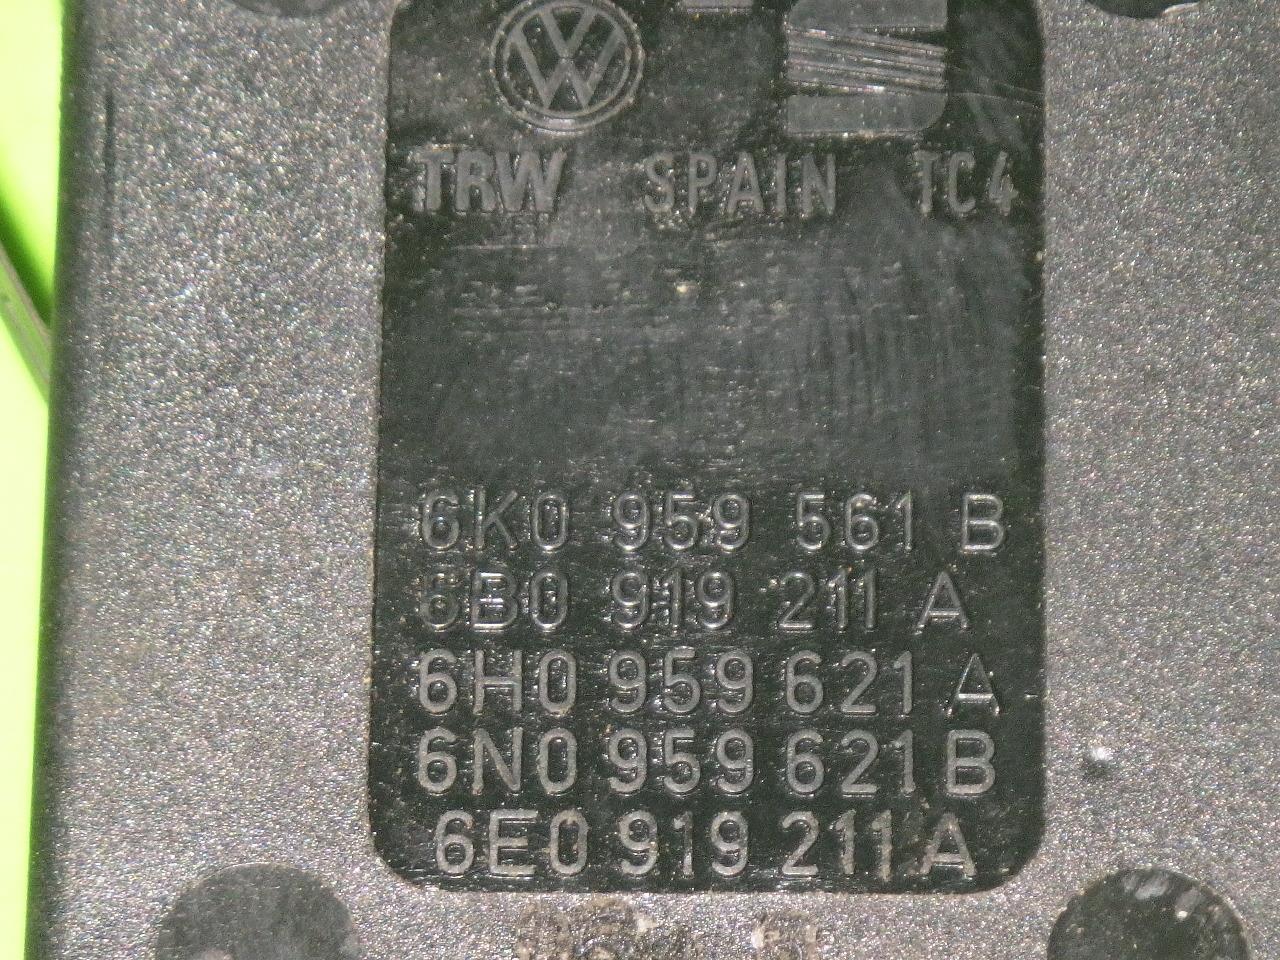 TRW SPAIN TC4
6K0 959 561 B
6B0 919 211 A
6H0 959 621 A
6N0 959 621 B
6E0 919 211 A